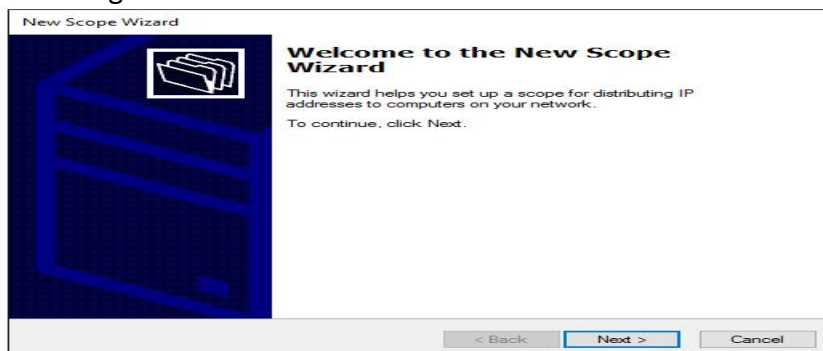 New Scope Wizard
Welcome to the New Scope
Wizard
This wizard helps you set up a scope for distributing IP
addresses to computers on your network.
To continue, click Next.
< Back
Next >
Cancel